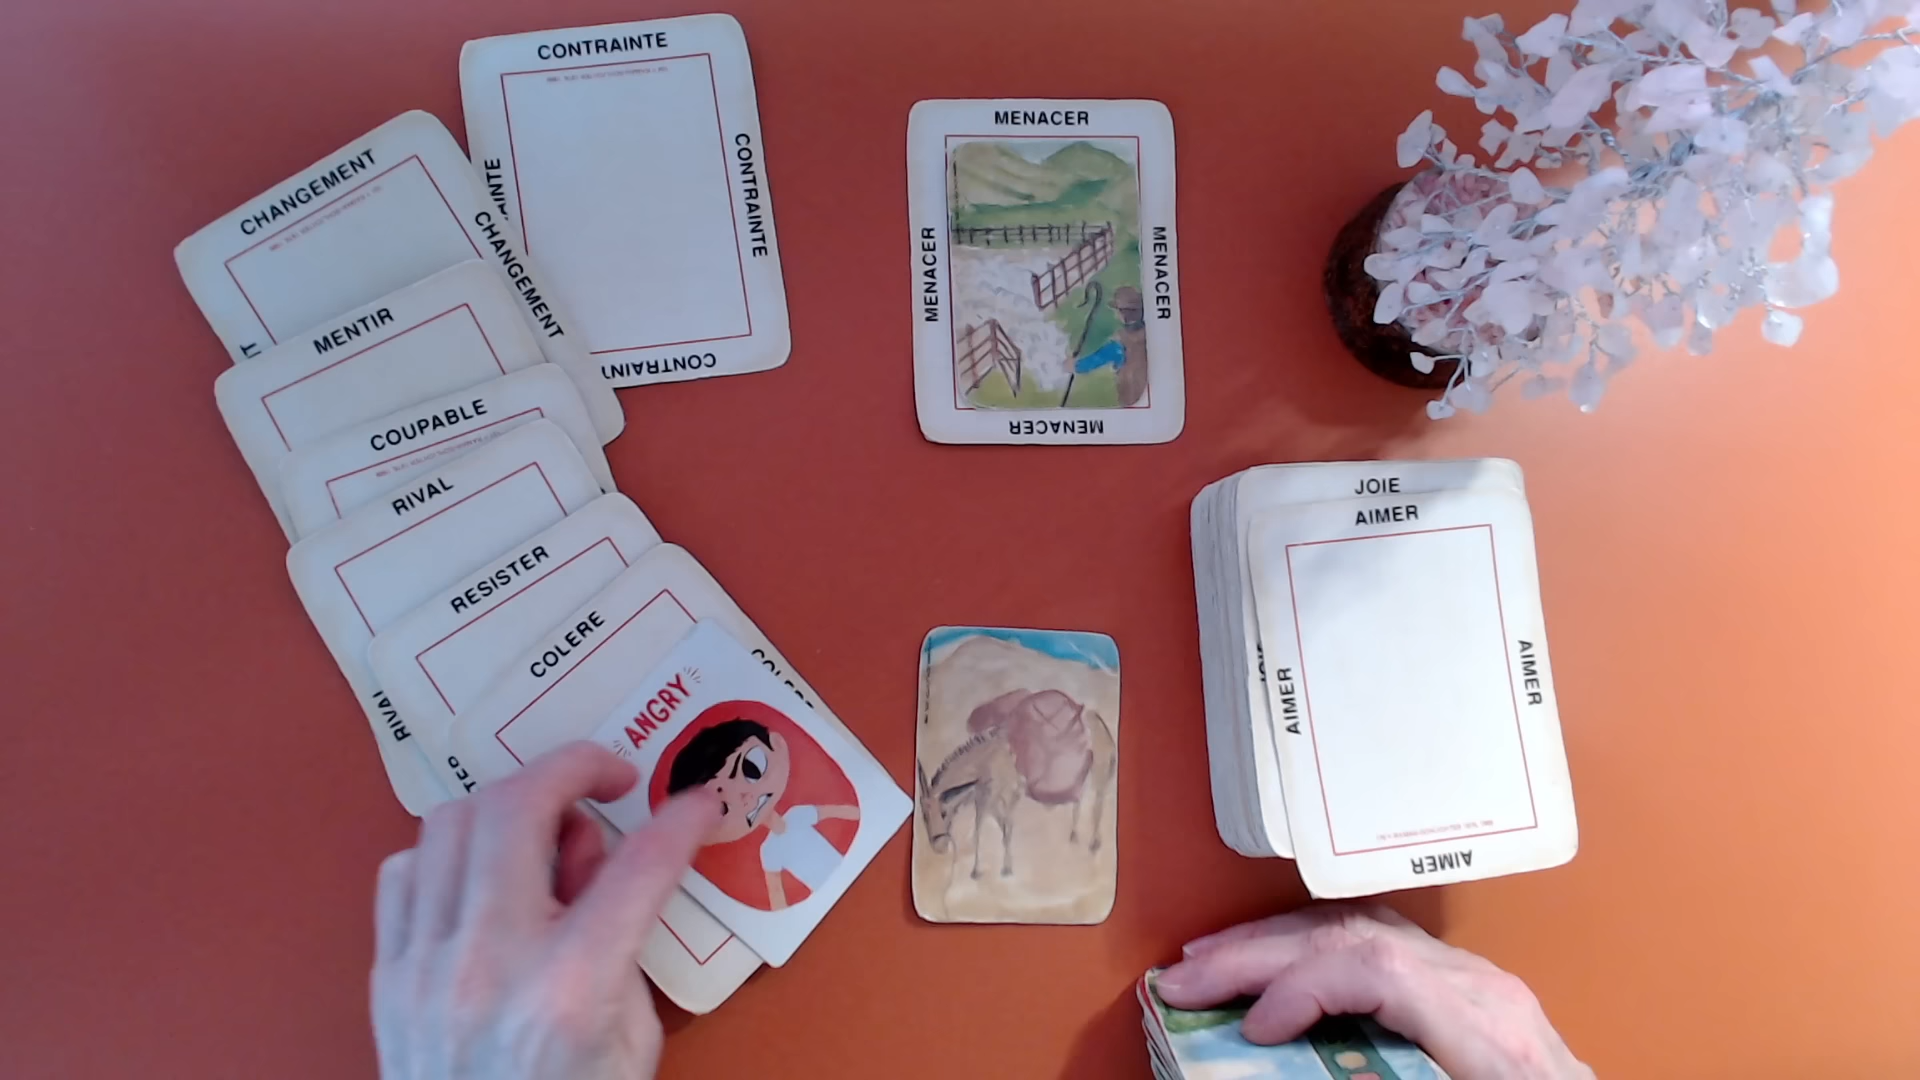 CONTRAINTE
CONTRAINTE
CONTRAINTE
CHANGEMENT
CHANGEMENT
MENTIR
COUPABLE
RIVAL
RIVAL
RESISTER
COLERE
ANGRY
MENACER
MENACER
MENACER
MENACER
JOIE
AIMER
AIMER
AIMER
AIMER